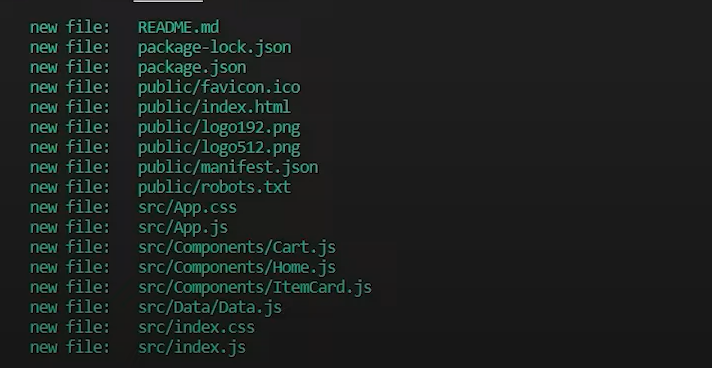 new file:   README.md
new file:   package-lock.json
new file:   package.json
new file:   public/favicon.ico
new file:   public/index.html
new file:   public/logo192.png
new file:   public/logo512.png
new file:   public/manifest.json
new file:   public/robots.txt
new file:   src/App.css
new file:   src/App.js
new file:   src/Components/Cart.js
new file:   src/Components/Home.js
new file:   src/Components/ItemCard.js
new file:   src/Data/Data.js
new file:   src/index.css
new file:   src/index.js